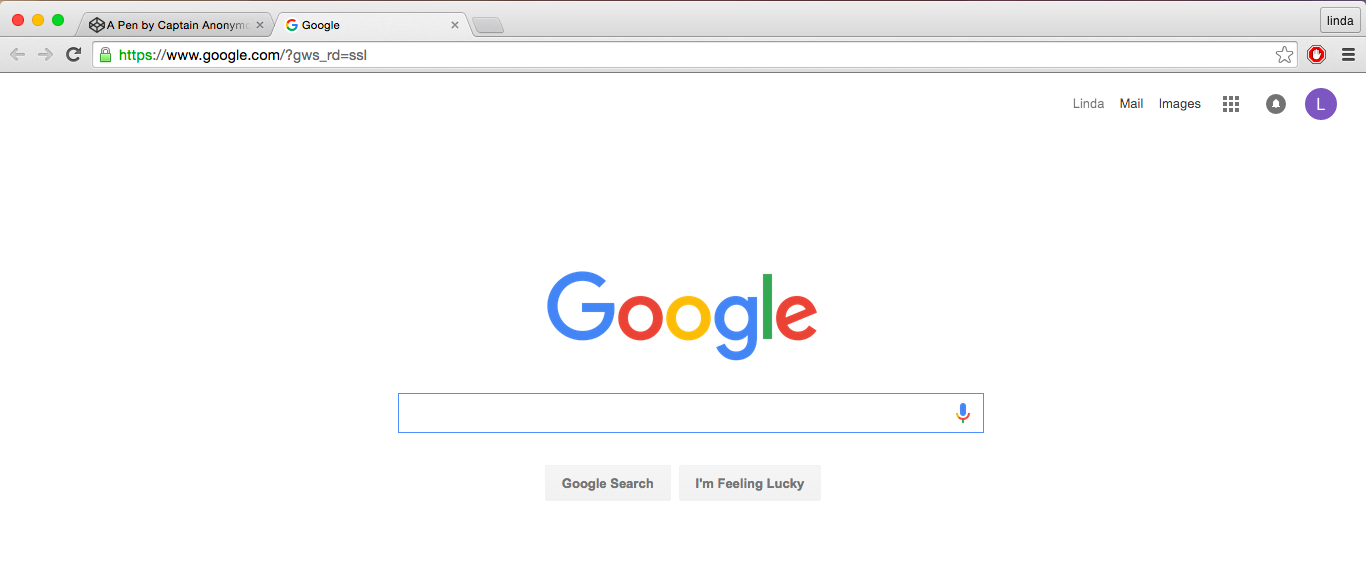 A Pen by Captain Anonym
Google
linda
https://www.google.com/?gws_rd=ssl
Linda Mail Images L
Google
Google Search I'm Feeling Lucky